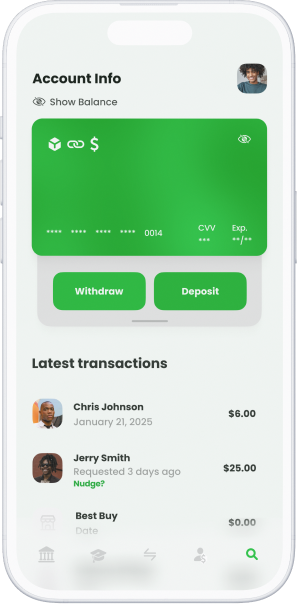 Account Info
Show Balance
$
**** **** **** **** 0014
CVV Exp.
*** **/**
Withdraw Deposit
Latest transactions
Chris Johnson
January 21, 2025
$6.00
Jerry Smith
Requested 3 days ago
Nudge?
$25.00
Best Buy
Date
$0.00